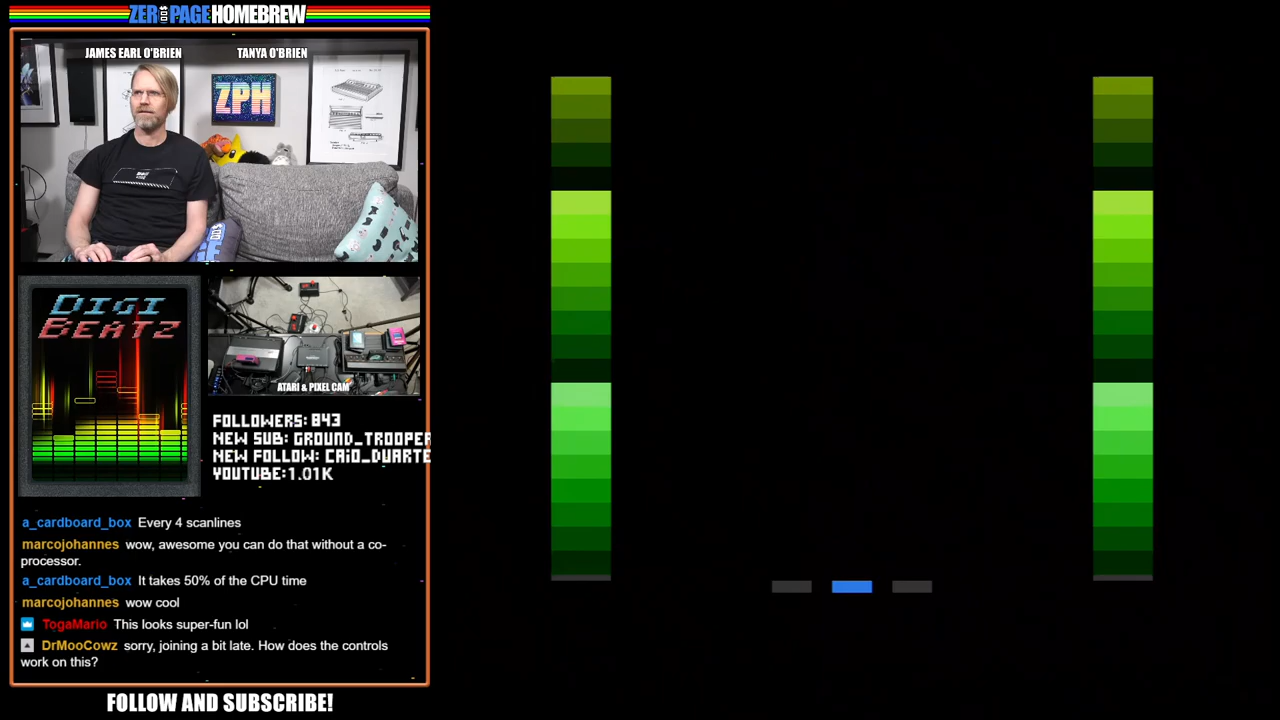 ZER PAGE HOMEBREW
JAMES EARL O'BRIEN
TANYA O'BRIEN
ZPH
DIGI
BEATZ
ATARI & PIXEL CAM
FOLLOWERS: 843
NEW SUB: GROUND_TROOPER
NEW FOLLOW: CAIO_DUARTE
YOUTUBE:1.01K
a_cardboard_box Every 4 scanlines
marcojohannes wow, awesome you can do that without a co-
processor.
a_cardboard_box It takes 50% of the CPU time
marcojohannes wow cool
TogaMario This looks super-fun lol
DrMooCowz sorry, joining a bit late. How does the controls
work on this?
FOLLOW AND SUBSCRIBE!